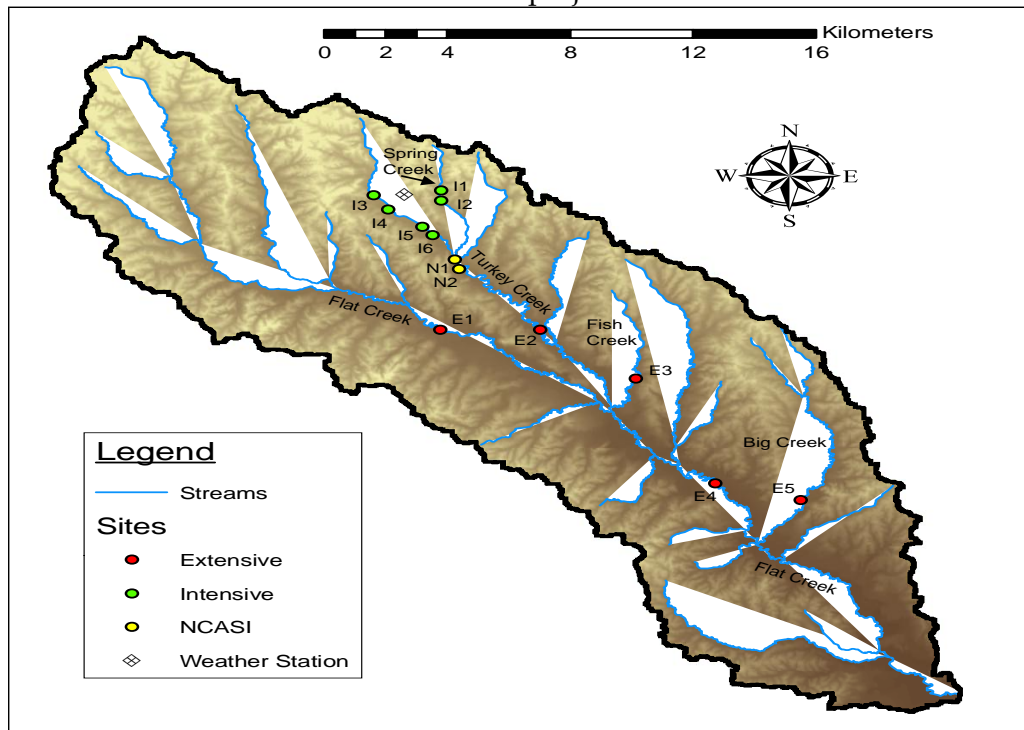 Kilometers
0 2 4 8 12 16
N
W E
S
Spring
Creek
I1
I2
I3
I4
I5
I6
N1
N2
Turkey Creek
Flat Creek
E1
E2
Fish
Creek
E3
Big Creek
E4
E5
Flat Creek
Legend
Streams
Sites
Extensive
Intensive
NCASI
Weather Station